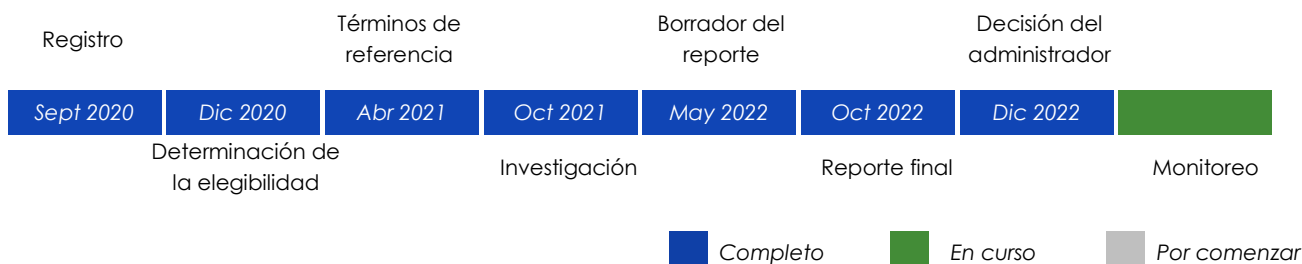 Registro
Términos de
referencia
Borrador del
reporte
Decisión del
administrador
Sept 2020
Dic 2020
Abr 2021
Oct 2021
May 2022
Oct 2022
Dic 2022
Determinación de
la elegibilidad
Investigación
Reporte final
Monitoreo
Completo
En curso
Por comenzar